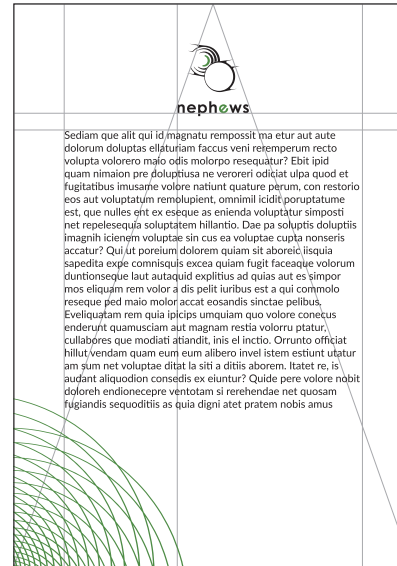 nephews
Sediam que alit qui id magnatu rempossit ma etur aut aute
dolorum doluptas ellaturiam faccus veni reremperum recto
volupta volorero maio odis molorpo resequatur? Ebit ipid
quam nimaion pre doluptiusa ne veroreri odiciat ulpa quod et
fugitatibus imusame volore natiunt quature perum, con restorio
eos aut voluptatum remolupient, omnimil icidit poruptatume
est, que nulles ent ex eseque as enienda voluptatur simposti
net repelesequia soluptatem hillantio. Dae pa soluptis doluptiis
imagnih icienem voluptae sin cus ea voluptae cupta nonseris
accatur? Qui ut poreium dolorem quiam sit aboreic iisquia
sapedita expe comnisquis excea quiam fugit faceaque volorum
duntionseque laut autaquid explitius ad quias aut es simpor
mos eliquam rem volor a dis pelit iuribus est a qui commolo
reseque ped maio molor accat eosandis sinctae pelibus.
Eveliquatam rem quia ipicips umquiam quo volore conecus
enderunt quamusciam aut magnam restia volorru ptatur,
cullabores que modiati atiandit, inis el inctio. Orrunto officiat
hillut vendam quam eum eum alibero invel istem estiunt utatur
am sum net voluptae ditat la siti a ditiis aborem. Itatet re, is
audant aliquodion consedis ex eiuntur? Quide pere volore nobit
doloreh endionecepre ventotam si rerehendae net quosam
fugiandis sequoditiis as quia digni atet pratem nobis amus